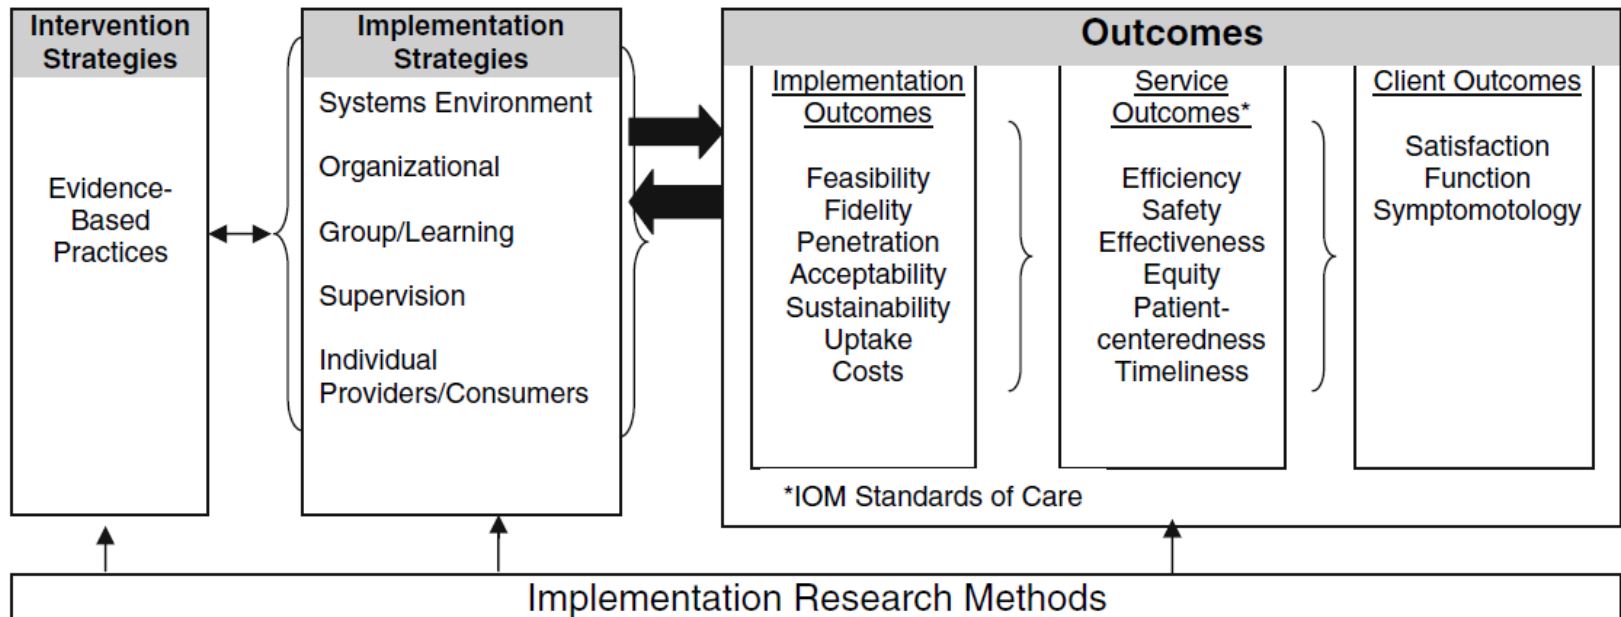 Intervention
Strategies
Evidence-
Based
Practices
Implementation
Strategies
Systems Environment
Organizational
Group/Learning
Supervision
Individual
Providers/Consumers
Outcomes
Implementation
Outcomes
Feasibility
Fidelity
Penetration
Acceptability
Sustainability
Uptake
Costs
Service
Outcomes*
Efficiency
Safety
Effectiveness
Equity
Patient-
centeredness
Timeliness
Client Outcomes
Satisfaction
Function
Symptomotology
*IOM Standards of Care
Implementation Research Methods